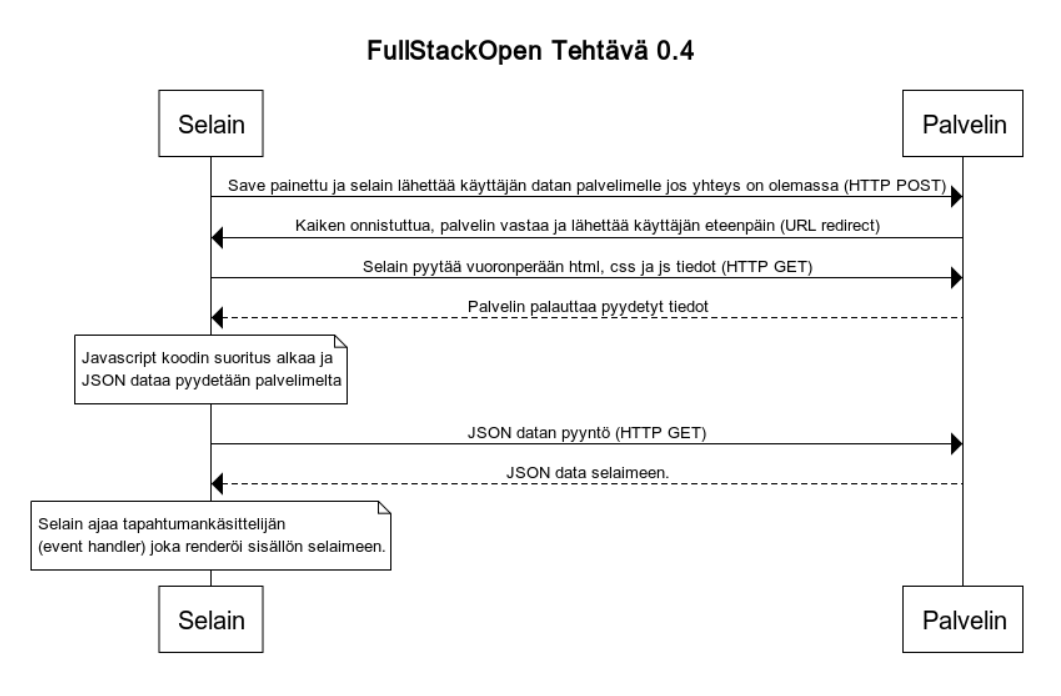 FullStackOpen Tehtävä 0.4
Selain
Palvelin
Save painettu ja selain lähettää käyttäjän datan palvelimelle jos yhteys on olemassa (HTTP POST)
Kaiken onnistuttua, palvelin vastaa ja lähettää käyttäjän eteenpäin (URL redirect)
Selain pyytää vuoronperään html, css ja js tiedot (HTTP GET)
Palvelin palauttaa pyydetyt tiedot
Javascript koodin suoritus alkaa ja
JSON dataa pyydetään palvelimelta
JSON datan pyyntö (HTTP GET)
JSON data selaimeen.
Selain ajaa tapahtumankäsittelijän
(event handler) joka renderöi sisällön selaimeen.
Selain
Palvelin